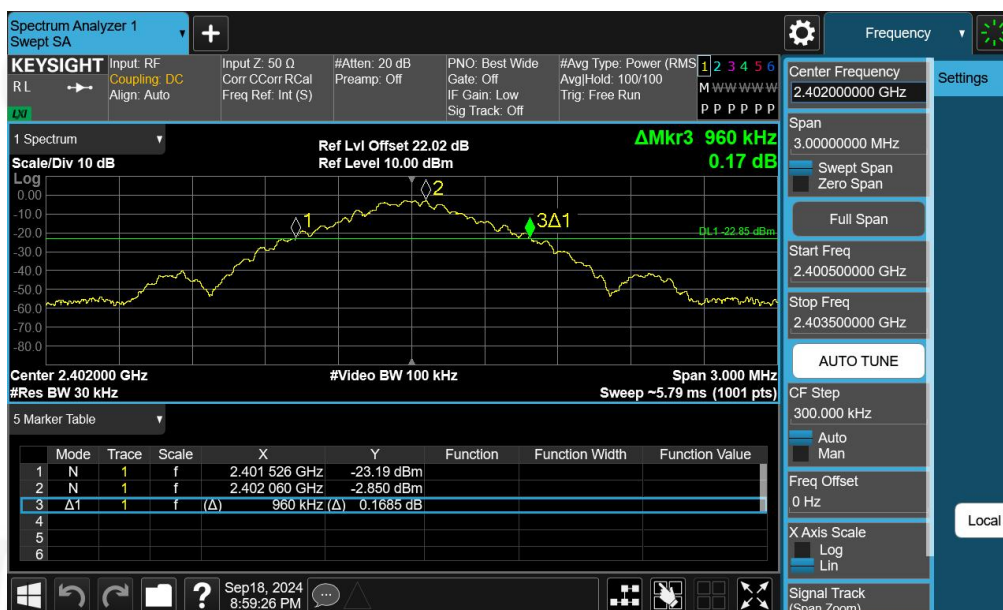 Spectrum Analyzer 1
Swept SA
+
Frequency
KEYSIGHT
RL
LXI
Input: RF
Coupling: DC
Align: Auto
Input Z: 50 Ω
Corr CCorr RCal
Freq Ref: Int (S)
#Atten: 20 dB
Preamp: Off
PNO: Best Wide
Gate: Off
IF Gain: Low
Sig Track: Off
#Avg Type: Power (RMS
Avg|Hold: 100/100
Trig: Free Run
1 2 3 4 5 6
M W W W W W
P P P P P P
1 Spectrum
Scale/Div 10 dB
Ref Lvl Offset 22.02 dB
Ref Level 10.00 dBm
ΔMkr3 960 kHz
0.17 dB
Log
0.00
-10.0
-20.0
-30.0
-40.0
-50.0
-60.0
-70.0
-80.0
1
2
3Δ1
DL1 -22.85 dBm
Center 2.402000 GHz
#Video BW 100 kHz
Span 3.000 MHz
#Res BW 30 kHz
Sweep ~5.79 ms (1001 pts)
5 Marker Table
Mode Trace Scale X Y Function Function Width Function Value
1 N 1 f 2.401 526 GHz -23.19 dBm
2 N 1 f 2.402 060 GHz -2.850 dBm
3 Δ1 1 f (Δ) 960 kHz (Δ) 0.1685 dB
4
5
6
?
Sep18, 2024
8:59:26 PM
Center Frequency
2.402000000 GHz
Settings
Span
3.00000000 MHz
Swept Span
Zero Span
Full Span
Start Freq
2.400500000 GHz
Stop Freq
2.403500000 GHz
AUTO TUNE
CF Step
300.000 kHz
Auto
Man
Freq Offset
0 Hz
X Axis Scale
Log
Lin
Signal Track
(Span Zoom)
Local